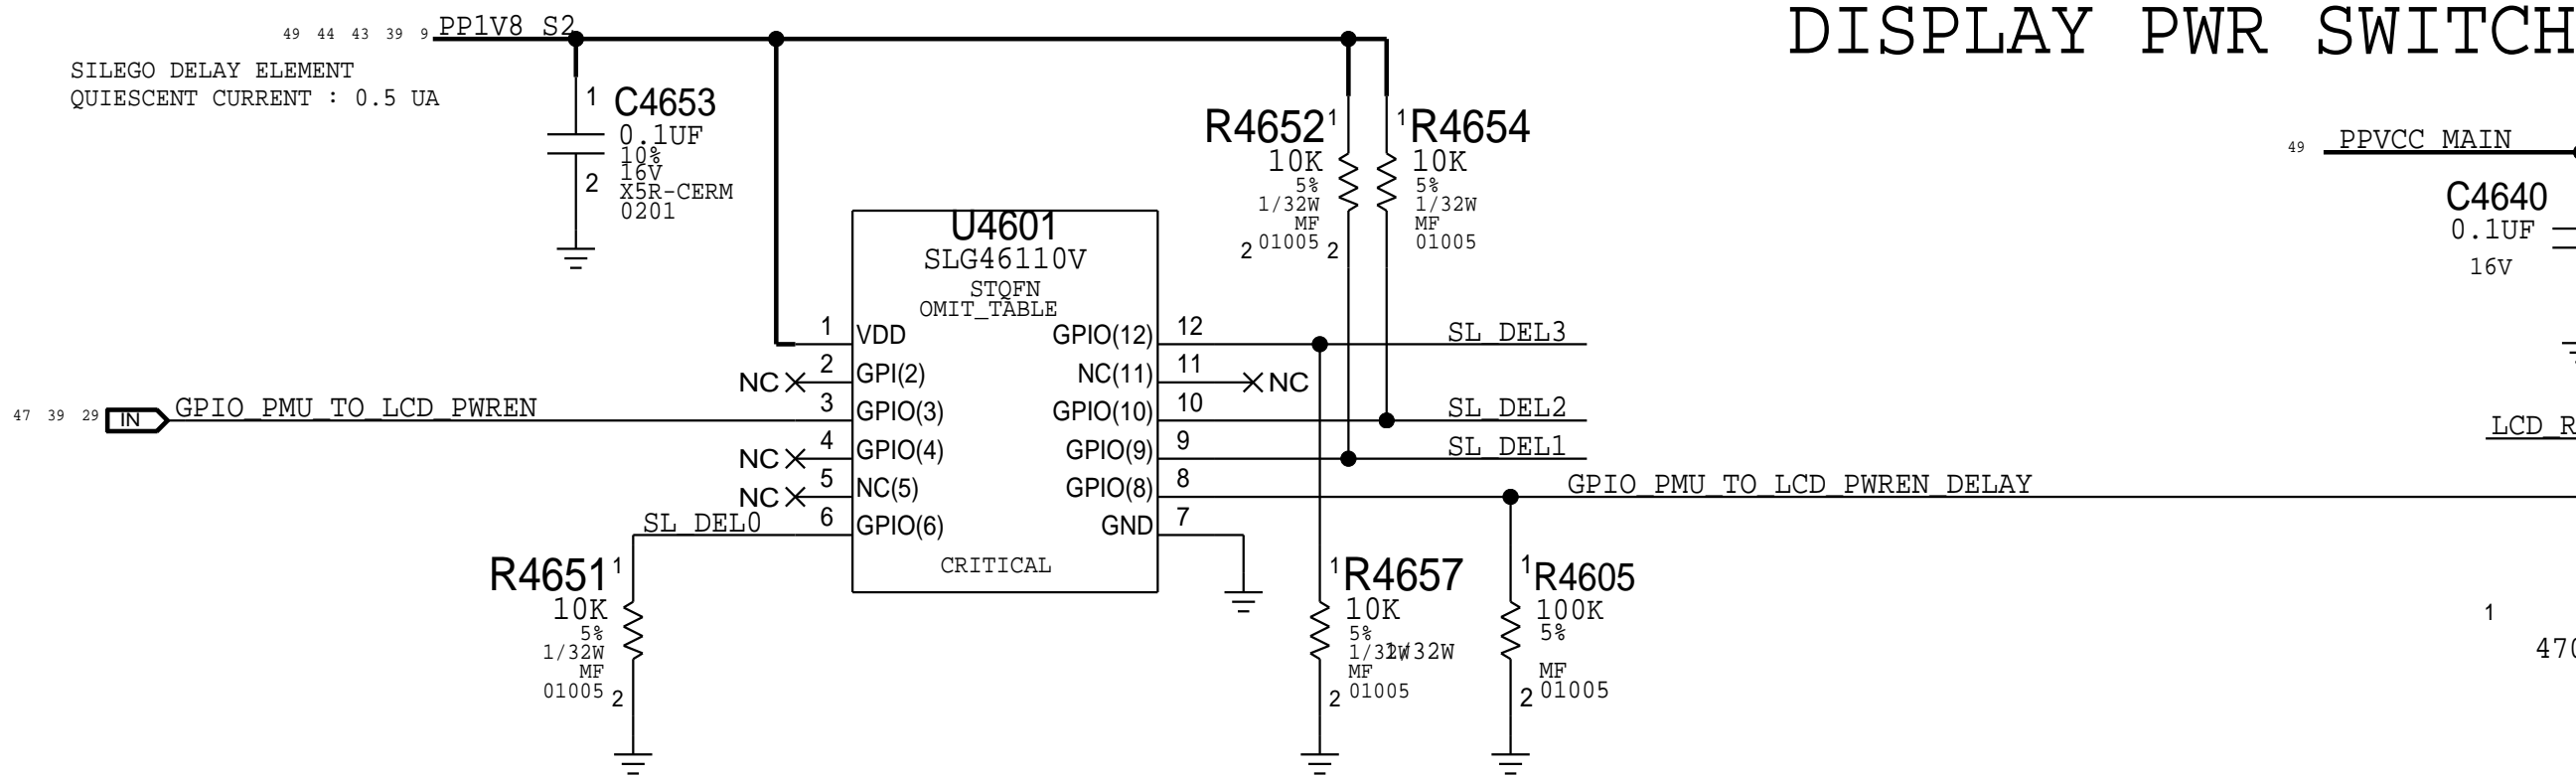 DISPLAY PWR SWITCH
49 44 43 39 9 PP1V8_S2
SILEGO DELAY ELEMENT
QUIESCENT CURRENT : 0.5 UA
1
C4653
0.1UF
10%
16V
X5R-CERM
0201
2
R4652
1
10K
5%
1/32W
MF
01005
2
2
1
R4654
10K
5%
1/32W
MF
01005
49 PPVCC_MAIN
C4640
0.1UF
16V
U4601
SLG46110V
STQFN
OMIT_TABLE
1 VDD
NC 2 GPI(2)
47 39 29 IN GPIO_PMU_TO_LCD_PWREN 3 GPIO(3)
NC 4 GPIO(4)
NC 5 NC(5)
SL_DEL0 6 GPIO(6)
GPIO(12) 12 SL_DEL3
NC(11) 11 NC
GPIO(10) 10 SL_DEL2
GPIO(9) 9 SL_DEL1
GPIO(8) 8 GPIO_PMU_TO_LCD_PWREN_DELAY
GND 7
CRITICAL
LCD_R
R4651
1
10K
5%
1/32W
MF
01005
2
1
R4657
10K
5%
1/32W
1/32W
MF
01005
2
1
R4605
100K
5%
MF
01005
2
1
470